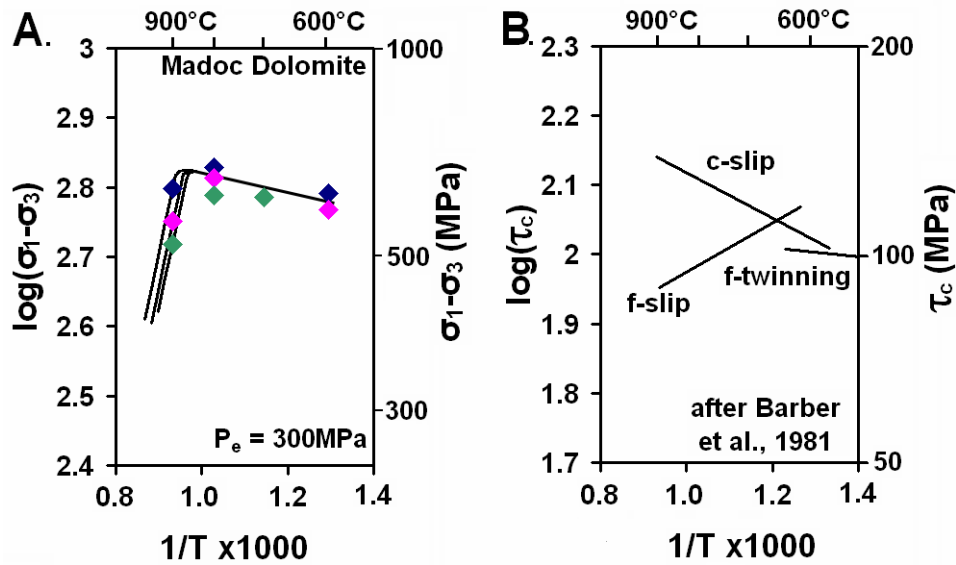 A.
900°C 600°C
3
2.9
2.8
2.7
2.6
2.5
2.4
log(σ₁-σ₃)
Madoc Dolomite
Pₑ = 300MPa
1000
500
300
σ₁-σ₃ (MPa)
0.8 1.0 1.2 1.4
1/T x1000
B.
900°C 600°C
2.3
2.2
2.1
2
1.9
1.8
1.7
log(τc)
c-slip
f-twinning
f-slip
after Barber
et al., 1981
200
100
50
τc (MPa)
0.8 1.0 1.2 1.4
1/T x1000